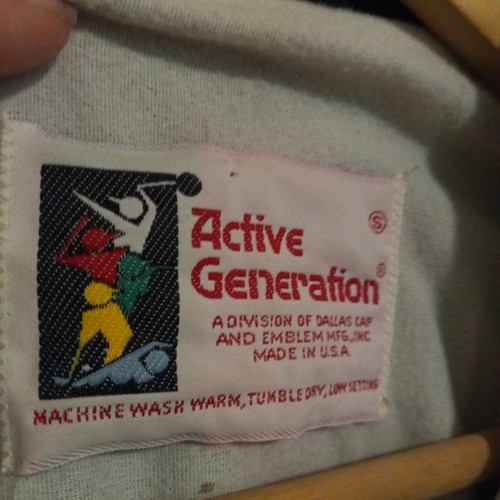 Active
S
Generation®
A DIVISION OF DALLAS CAP
AND EMBLEM MFG., INC
MADE IN U.S.A.
MACHINE WASH WARM, TUMBLE DRY, LOW SETTING